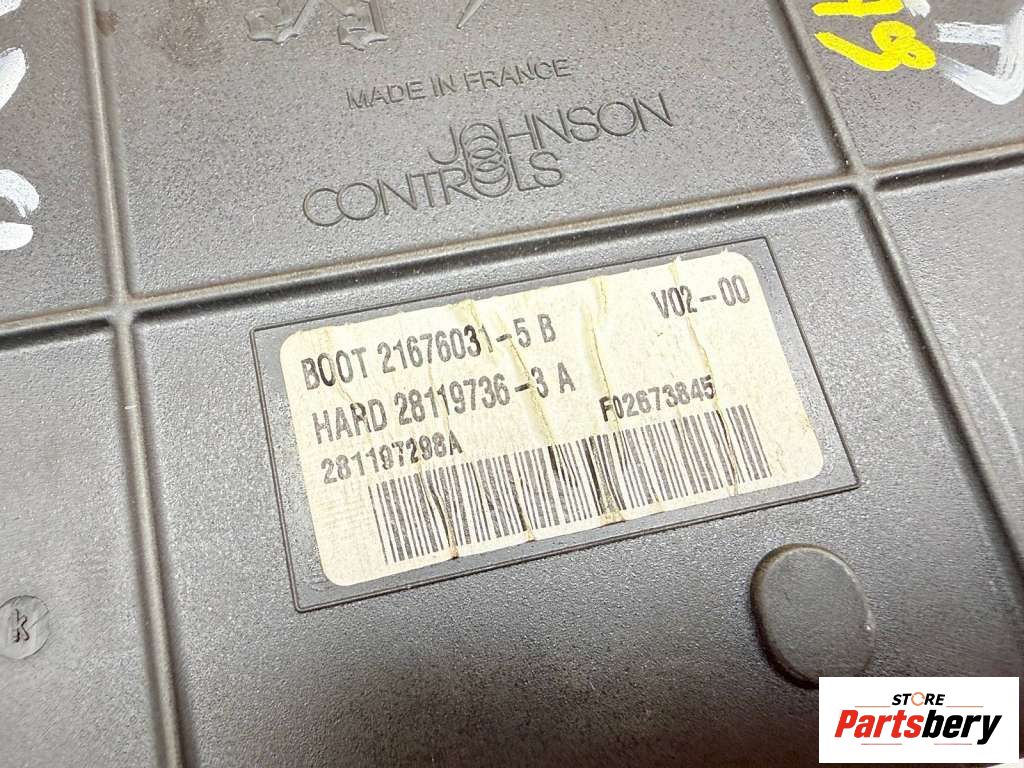 MADE IN FRANCE
JOHNSON
CONTROLS
BOOT 21676031-5 B
V02-00
HARD 28119736-3 A
281197298A
F02673845
k
STORE
Partsbery